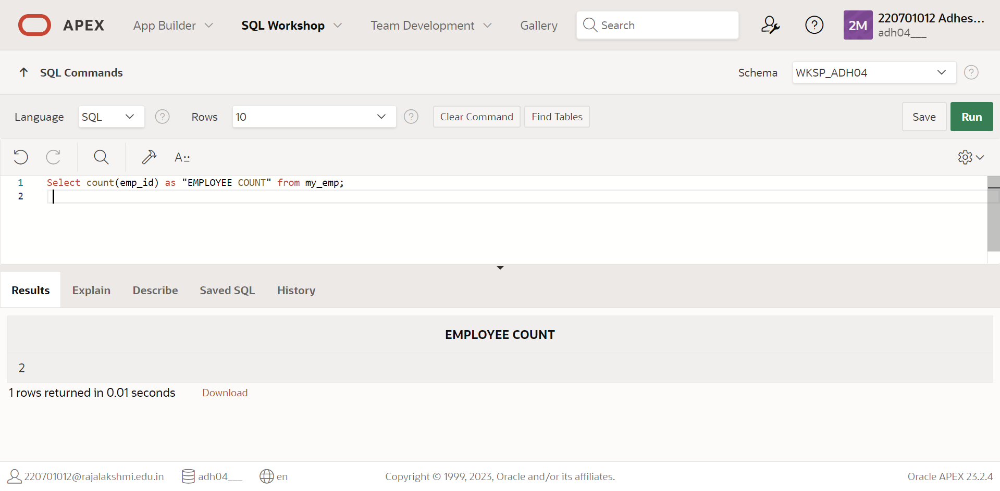 APEX App Builder SQL Workshop Team Development Gallery Search 2M 220701012 Adhes...
adh04___
SQL Commands Schema WKSP_ADH04
Language SQL Rows 10 Clear Command Find Tables Save Run
A::
1 Select count(emp_id) as "EMPLOYEE COUNT" from my_emp;
2
Results Explain Describe Saved SQL History
EMPLOYEE COUNT
2
1 rows returned in 0.01 seconds Download
220701012@rajalakshmi.edu.in adh04___ en Copyright © 1999, 2023, Oracle and/or its affiliates. Oracle APEX 23.2.4